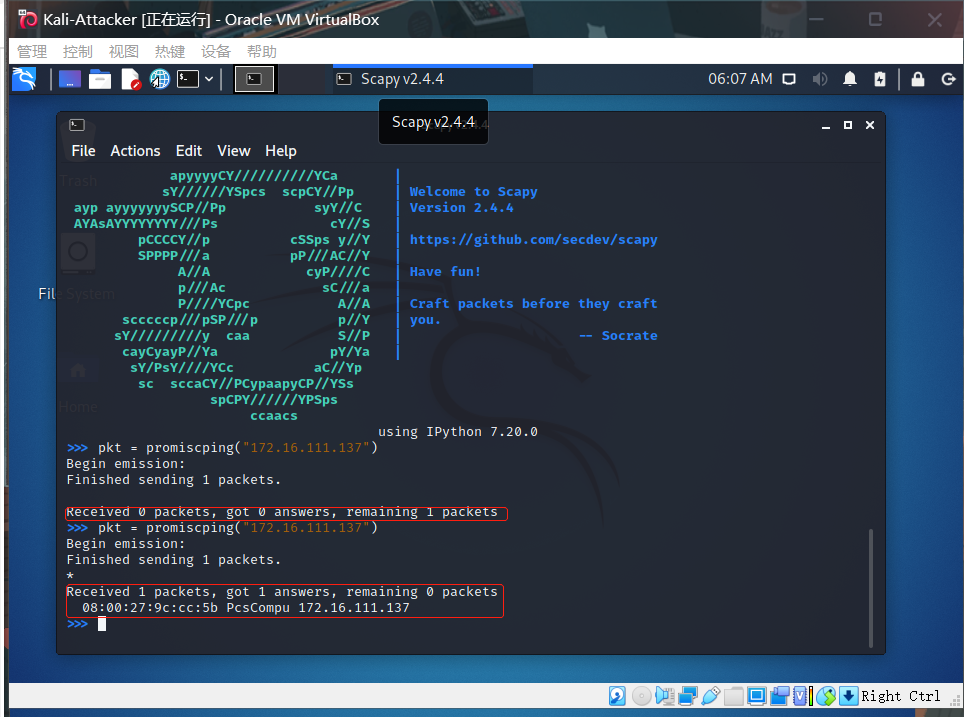 Kali-Attacker [正在运行] - Oracle VM VirtualBox
管理 控制 视图 热键 设备 帮助
Scapy v2.4.4
06:07 AM
Scapy v2.4.4
File Actions Edit View Help
Trash
File System
Home
apyyyyCY//////////YCa |
sY//////YSpcs scpCY//Pp | Welcome to Scapy
ayp ayyyyyyySCP//Pp syY//C | Version 2.4.4
AYAsAYYYYYYYY///Ps cY//S |
pCCCCY//p cSSps y//Y | https://github.com/secdev/scapy
SPPPP///a pP///AC//Y |
A//A cyP////C | Have fun!
p///Ac sC///a |
P////YCpc A//A | Craft packets before they craft
scccccp///pSP///p p//Y | you.
sY/////////y caa S//P | -- Socrate
cayCyayP//Ya pY/Ya |
sY/PsY////YCc aC//Yp
sc sccaCY//PCypaapyCP//YSs
spCPY//////YPSps
ccaacs
using IPython 7.20.0
>>> pkt = promiscping("172.16.111.137")
Begin emission:
Finished sending 1 packets.
Received 0 packets, got 0 answers, remaining 1 packets
>>> pkt = promiscping("172.16.111.137")
Begin emission:
Finished sending 1 packets.
*
Received 1 packets, got 1 answers, remaining 0 packets
08:00:27:9c:cc:5b PcsCompu 172.16.111.137
>>>
Right Ctrl